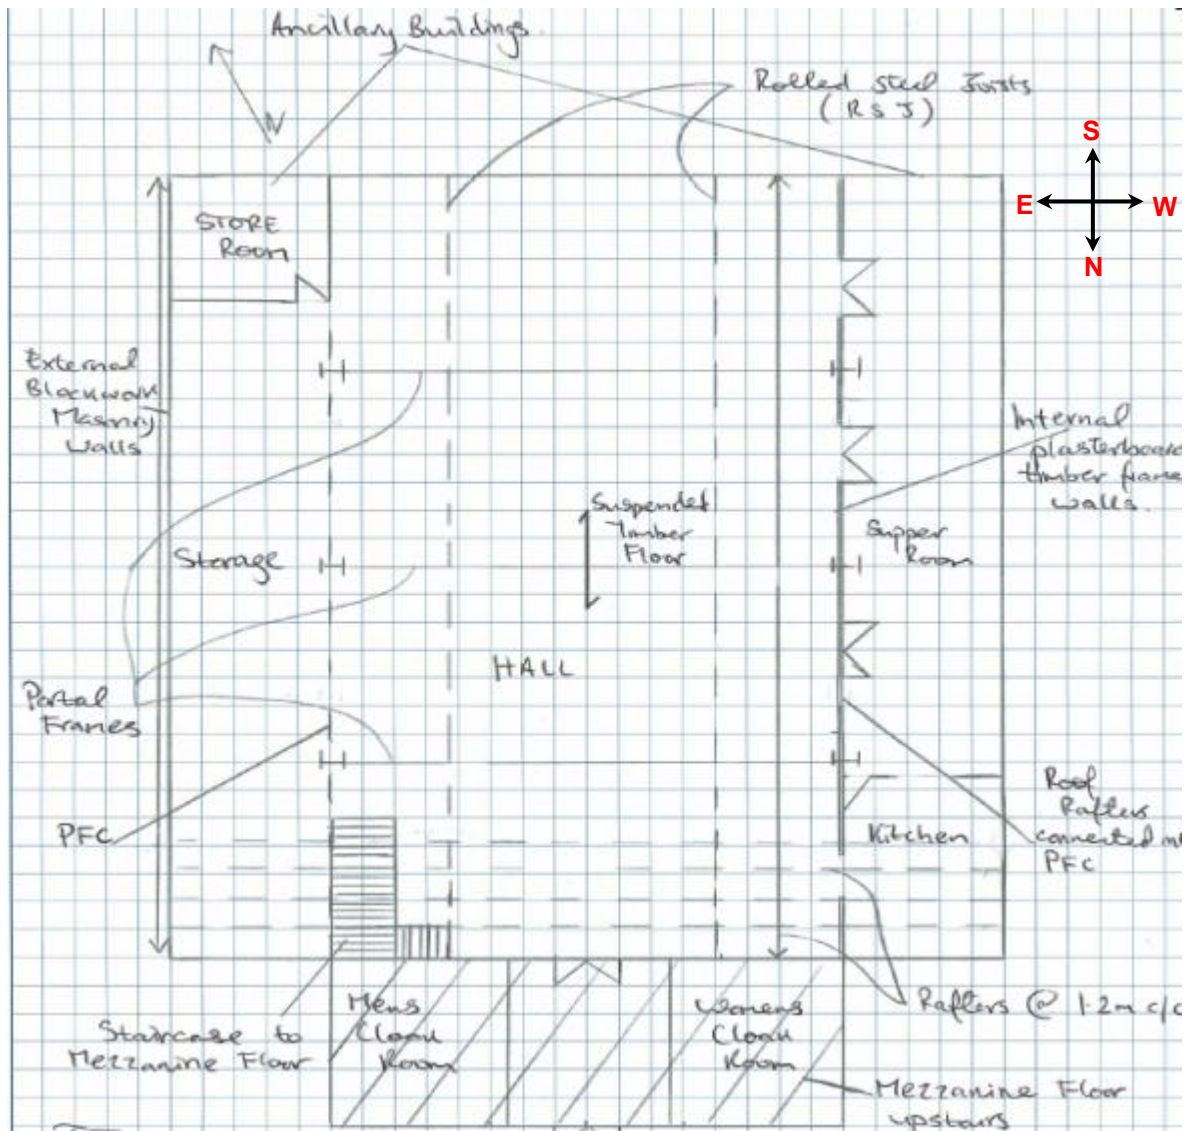 Ancillary Buildings
N
Rolled Steel Joists
(RSJ)
S
E
W
N
STORE
Room
External
Blockwork
Masonry
Walls
Internal
plasterboard
timber frame
walls.
Suspended
Timber
Floor
Supper
Room
Storage
HALL
Portal
Frames
PFC
Roof
Rafters
connected
PFC
Kitchen
Mens
Cloak
Room
Womens
Cloak
Room
Rafters @ 1.2m c/c
Staircase to
Mezzanine Floor
Mezzanine Floor
upstairs